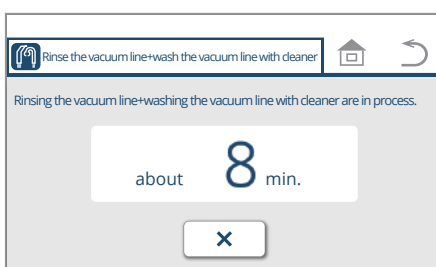 Rinse the vacuum line+wash the vacuum line with cleaner
Rinsing the vacuum line+washing the vacuum line with cleaner are in process.
about 8 min.